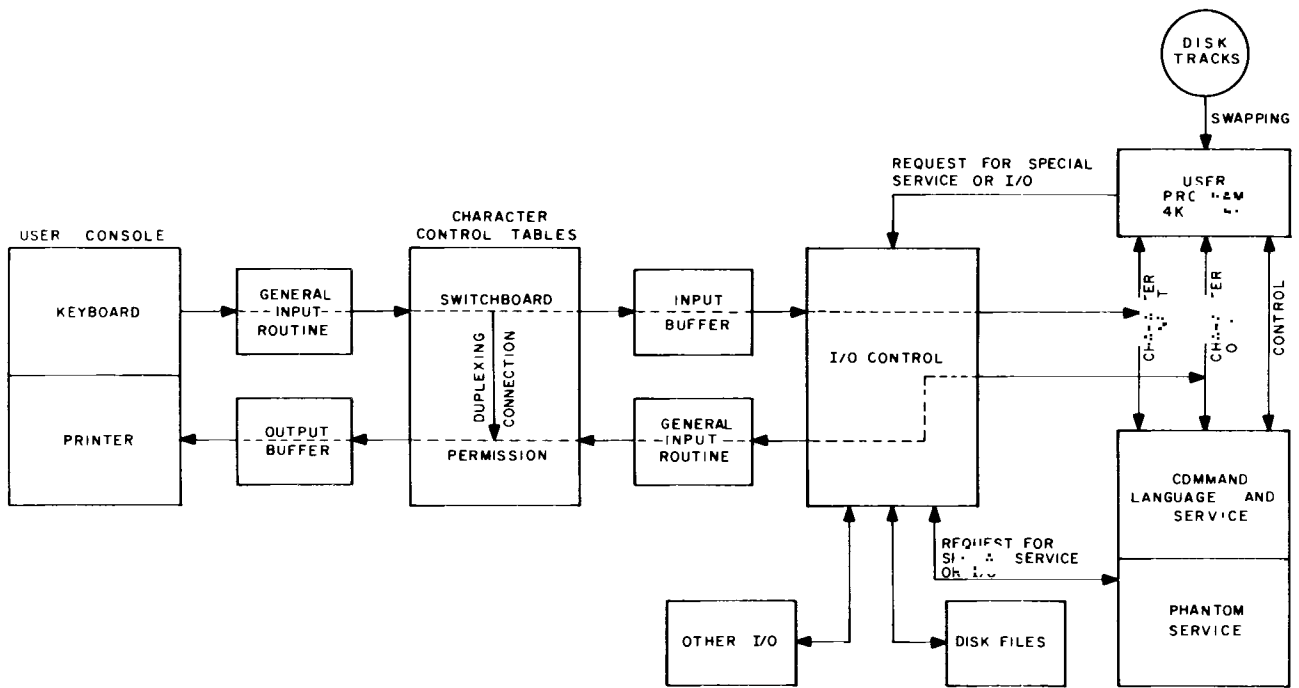 DISK
TRACKS
SWAPPING
REQUEST FOR SPECIAL
SERVICE OR I/O
USER
4K
CHARACTER
CONTROL TABLES
USER CONSOLE
KEYBOARD
GENERAL
INPUT
ROUTINE
SWITCHBOARD
INPUT
BUFFER
I/O CONTROL
CONTROL
DUPLEXING
CONNECTION
PRINTER
OUTPUT
BUFFER
PERMISSION
GENERAL
INPUT
ROUTINE
COMMAND
LANGUAGE AND
SERVICE
REQUEST FOR
SERVICE
PHANTOM
SERVICE
OTHER I/O
DISK FILES